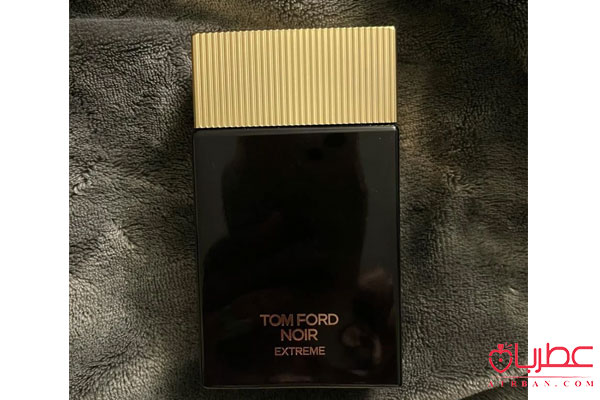 TOM FORD
NOIR
EXTREME
عطربان
ATRBAN.COM